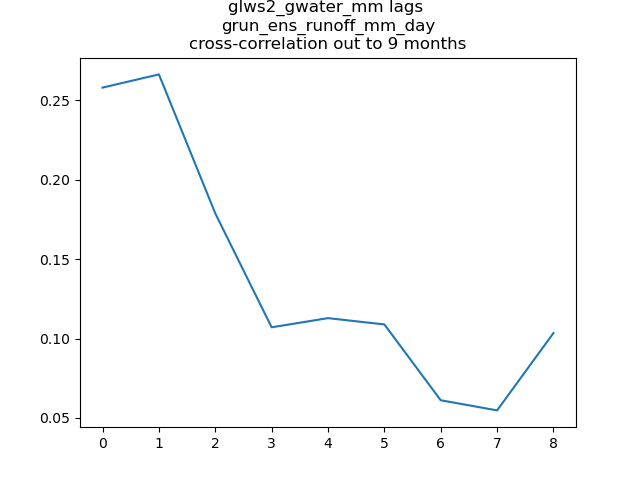 glws2_gwater_mm lags
grun_ens_runoff_mm_day
cross-correlation out to 9 months
0.25
0.20
0.15
0.10
0.05
0 1 2 3 4 5 6 7 8